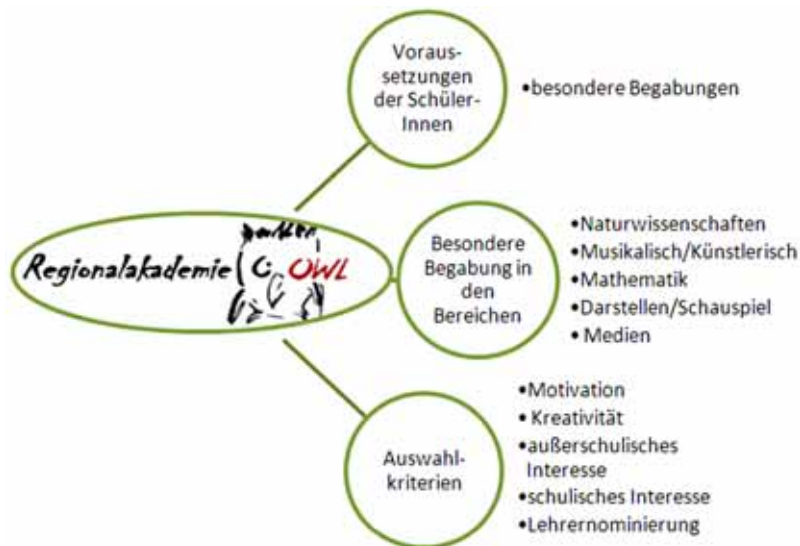 Voraus-
setzungen
der Schüler-
Innen
•besondere Begabungen
Regionalakademie OWL
Besondere
Begabung in
den
Bereichen
•Naturwissenschaften
•Musikalisch/Künstlerisch
•Mathematik
•Darstellen/Schauspiel
•Medien
Auswahl-
kriterien
•Motivation
•Kreativität
•außerschulisches
Interesse
•schulisches Interesse
•Lehrernominierung